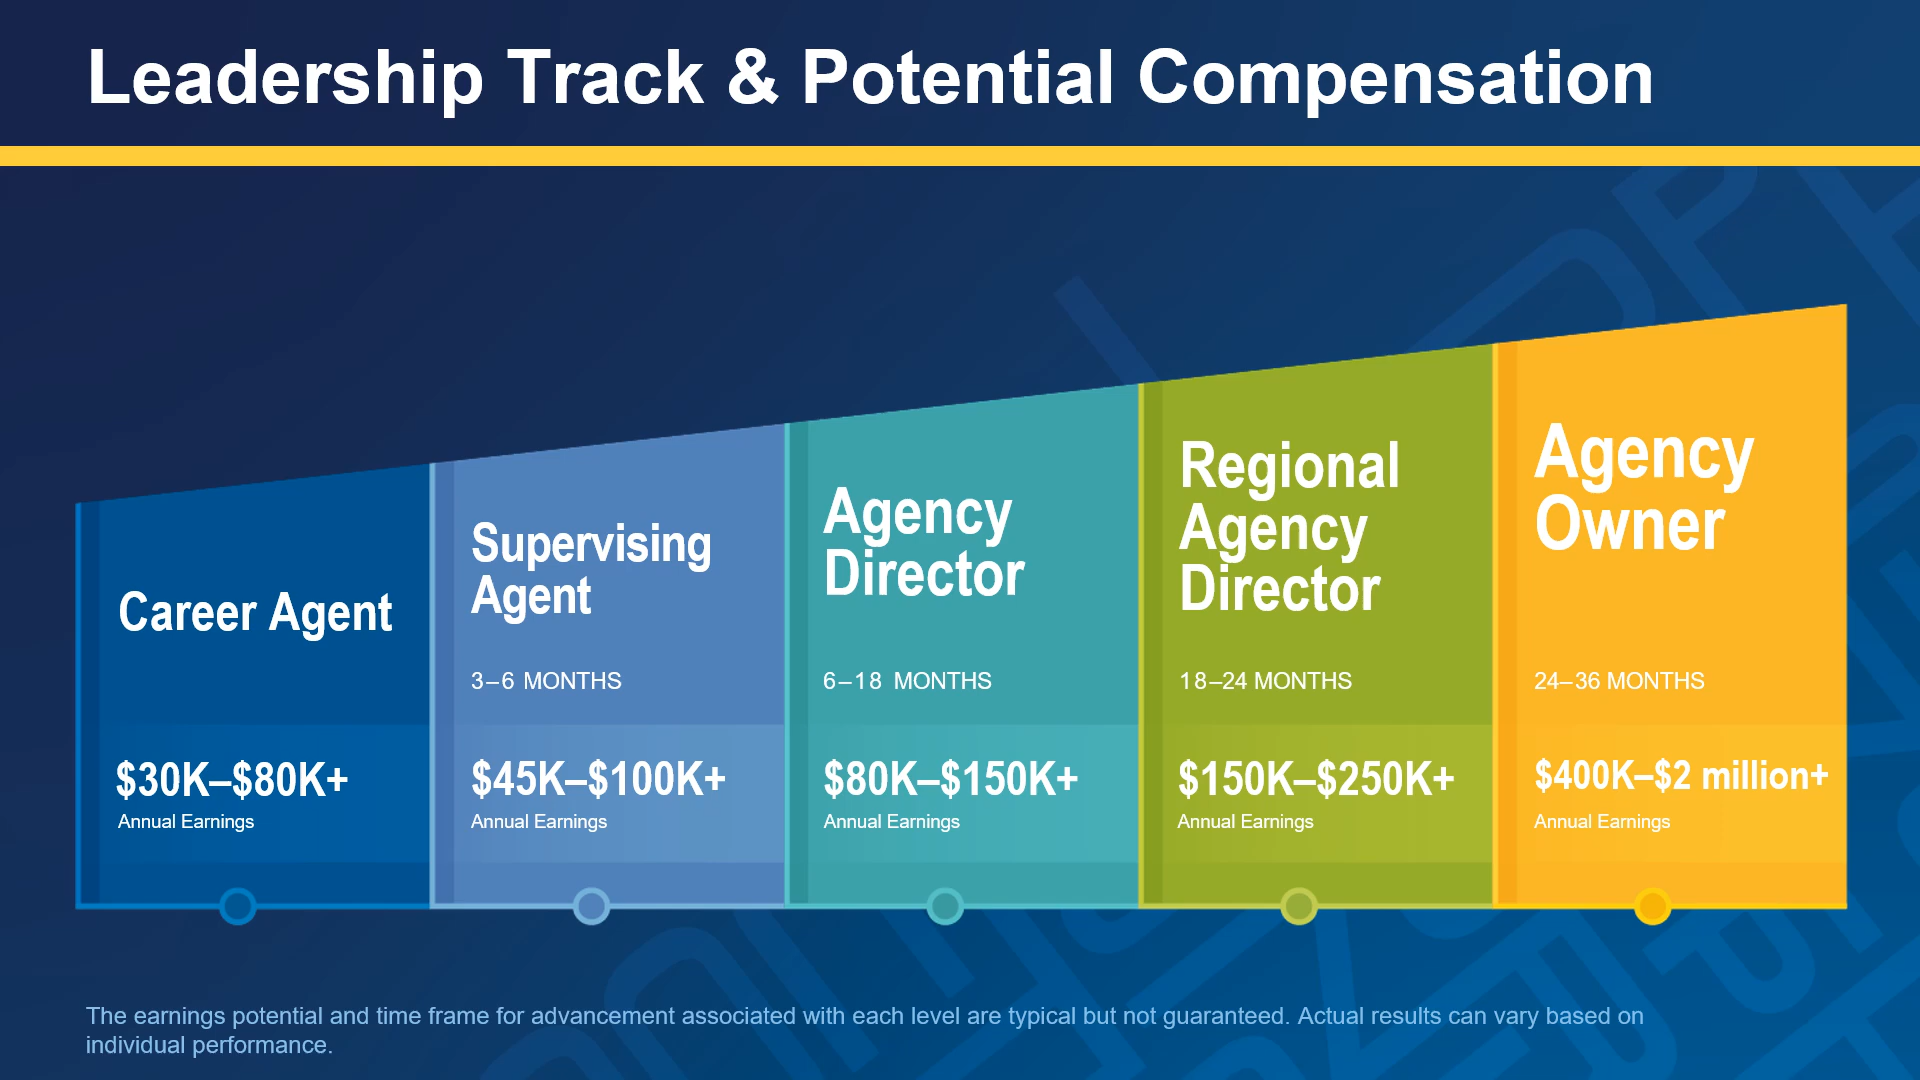 Leadership Track & Potential Compensation
Career Agent
$30K–$80K+
Annual Earnings
Supervising
Agent
3–6 MONTHS
$45K–$100K+
Annual Earnings
Agency
Director
6–18 MONTHS
$80K–$150K+
Annual Earnings
Regional
Agency
Director
18–24 MONTHS
$150K–$250K+
Annual Earnings
Agency
Owner
24–36 MONTHS
$400K–$2 million+
Annual Earnings
The earnings potential and time frame for advancement associated with each level are typical but not guaranteed. Actual results can vary based on
individual performance.